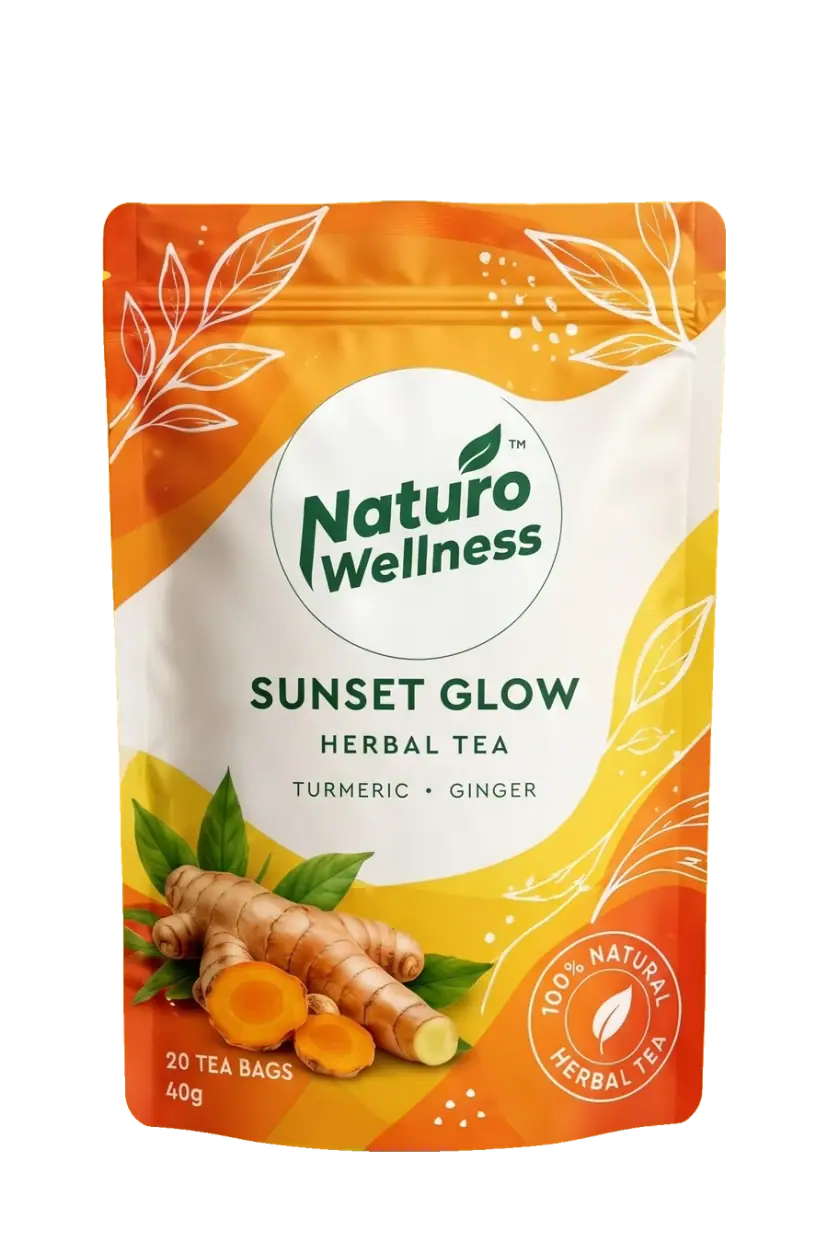 Naturo
™
Wellness
SUNSET GLOW
HERBAL TEA
TURMERIC • GINGER
20 TEA BAGS
40g
100% NATURAL
HERBAL TEA